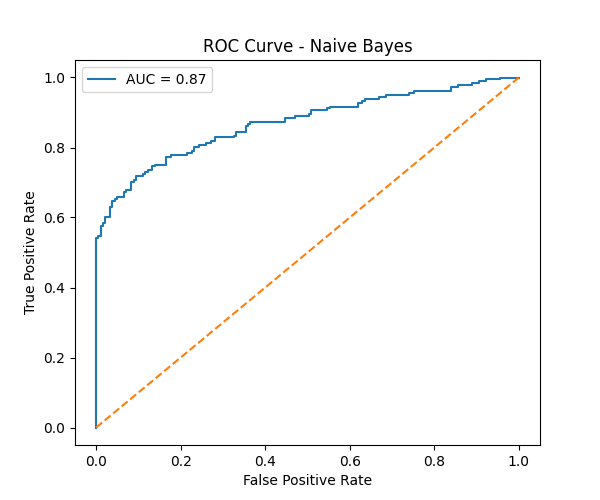 ROC Curve - Naive Bayes
AUC = 0.87
True Positive Rate
1.0
0.8
0.6
0.4
0.2
0.0
0.0 0.2 0.4 0.6 0.8 1.0
False Positive Rate